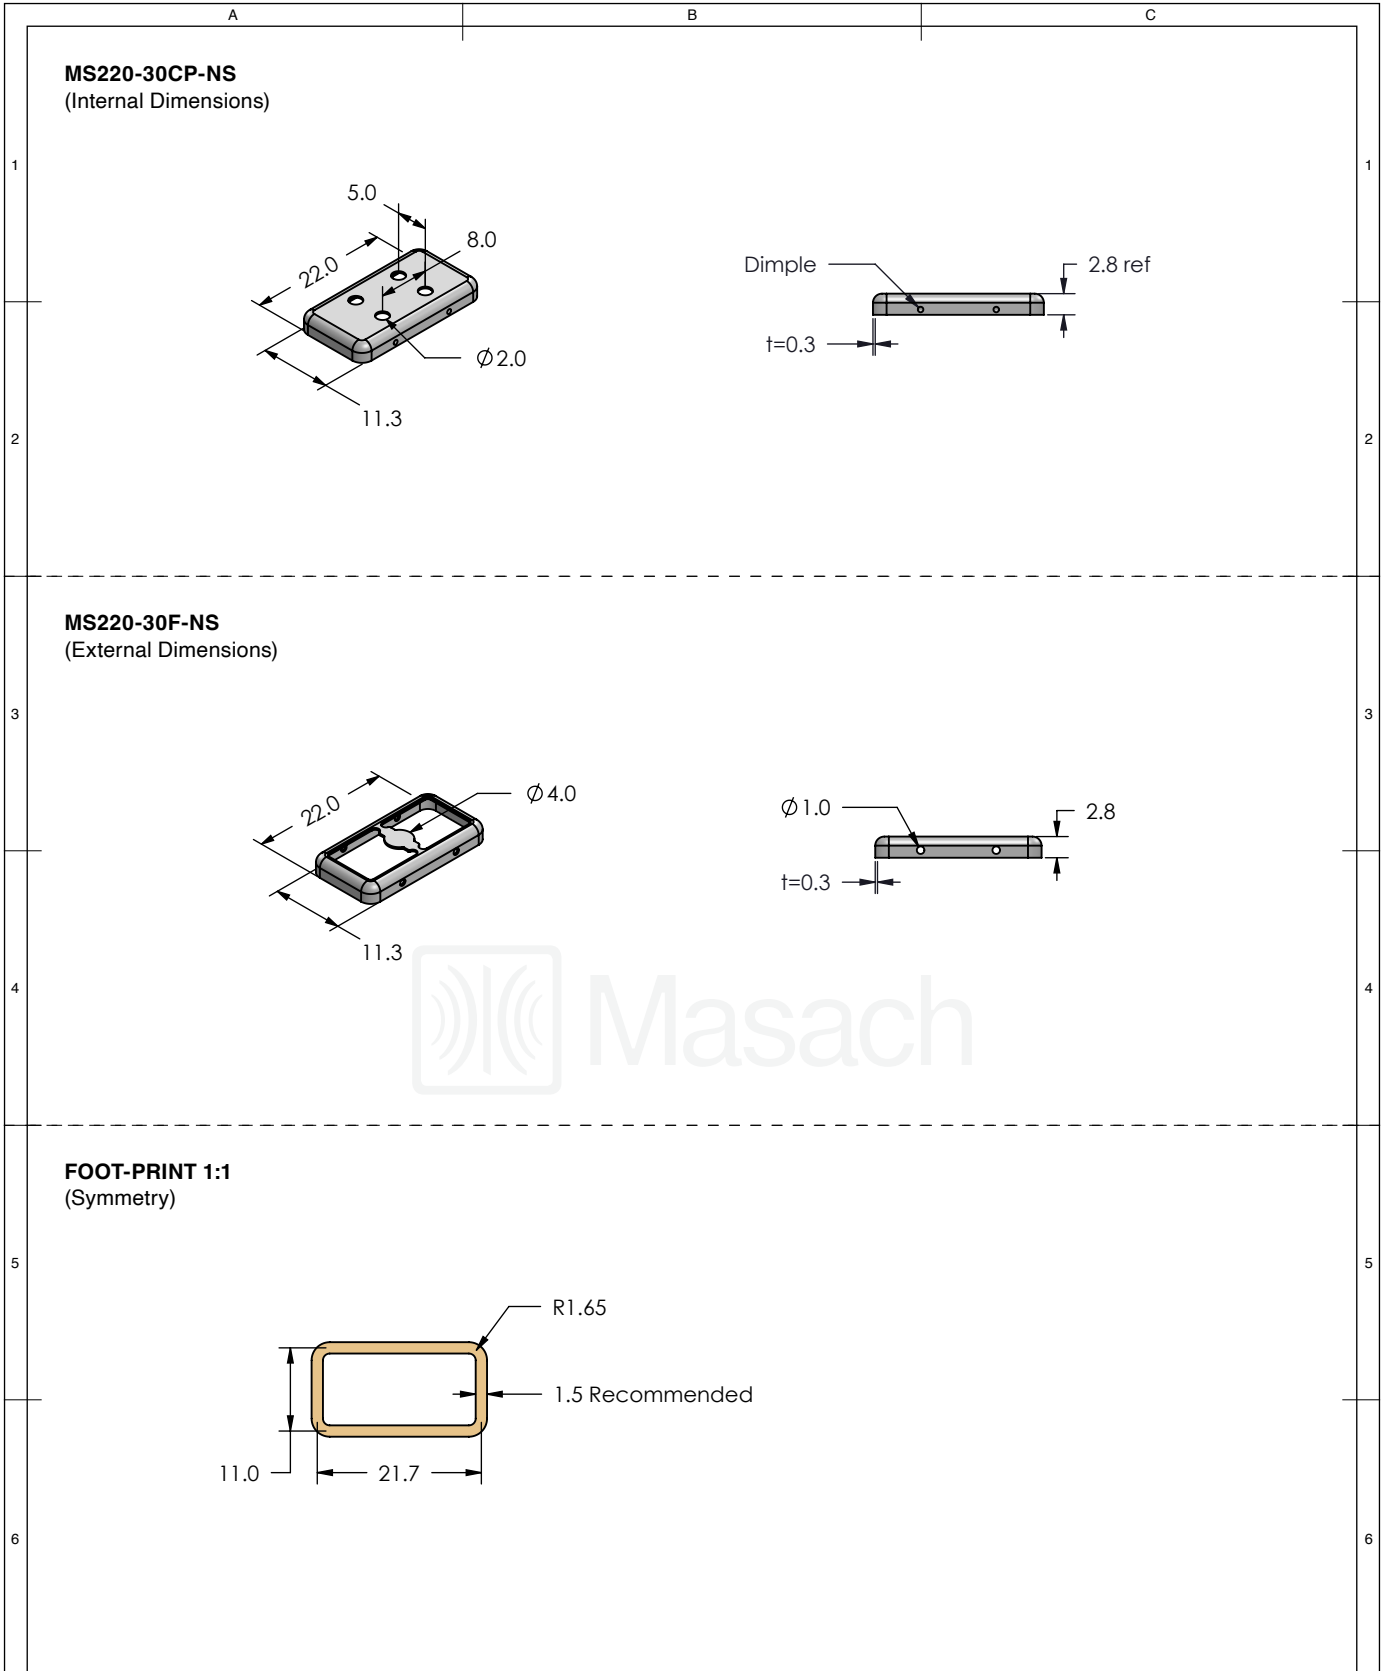 A
B
C
MS220-30CP-NS
(Internal Dimensions)
1
1
5.0
8.0
22.0
Dimple
2.8 ref
t=0.3
Ø2.0
11.3
2
2
MS220-30F-NS
(External Dimensions)
3
3
22.0
Ø4.0
Ø1.0
2.8
t=0.3
11.3
Masach
4
4
FOOT-PRINT 1:1
(Symmetry)
5
5
R1.65
1.5 Recommended
11.0
21.7
6
6